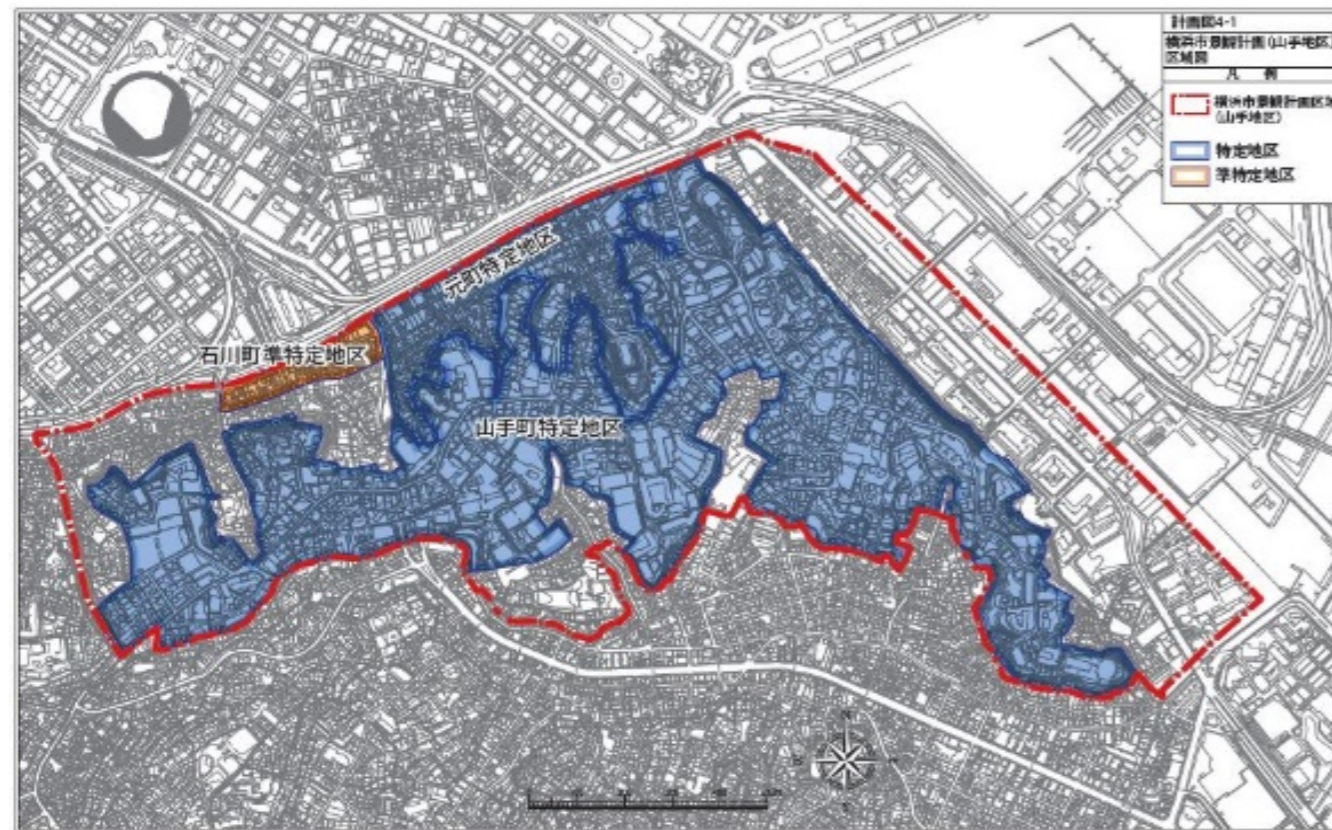 計画図4-1
横浜市景観計画(山手地区)
区域図
凡 例
横浜市景観計画区域
(山手地区)
特定地区
準特定地区
元町特定地区
石川町準特定地区
山手町特定地区
N
S